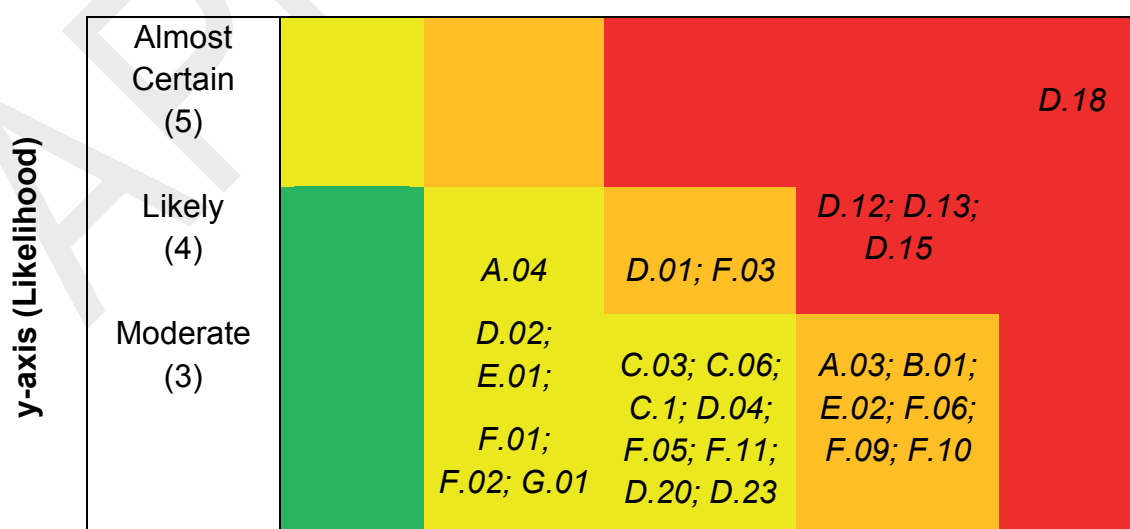 y-axis (Likelihood)
Almost
Certain
(5)
D.18
Likely
(4)
A.04
D.01; F.03
D.12; D.13;
D.15
Moderate
(3)
D.02;
E.01;
F.01;
F.02; G.01
C.03; C.06;
C.1; D.04;
F.05; F.11;
D.20; D.23
A.03; B.01;
E.02; F.06;
F.09; F.10